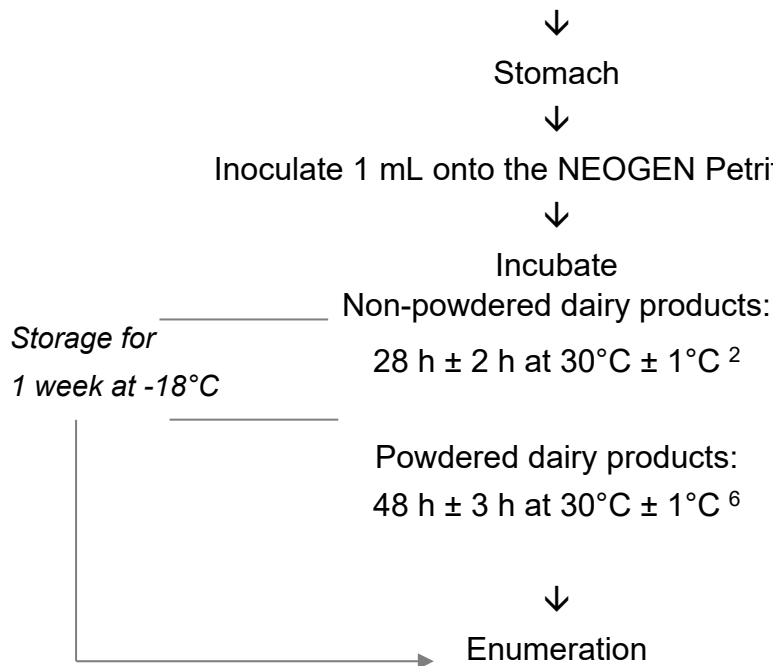 ↓
Stomach
↓
Inoculate 1 mL onto the NEOGEN
↓
Incubate
Non-powdered dairy products:
28 h ± 2 h at 30°C ± 1°C ²
Storage for
1 week at -18°C
Powdered dairy products:
48 h ± 3 h at 30°C ± 1°C ⁶
↓
Enumeration